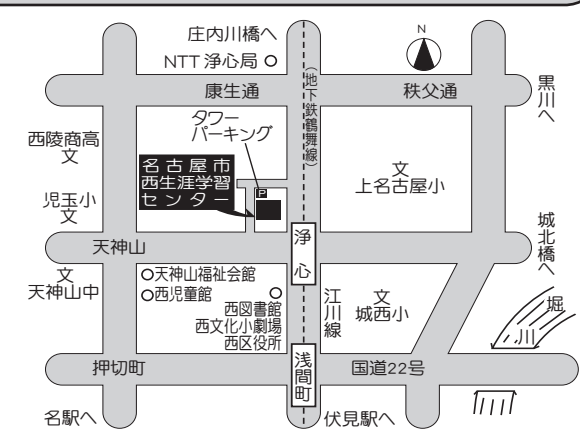 庄内川橋へ
N
NTT 浄心局
康生通
(地下鉄鶴舞線)
秩父通
黒川へ
タワー
パーキング
西陵商高
文
名古屋市
西生涯学習
センター
P
文
上名古屋小
児玉小
文
浄心
城北橋へ
天神山
文
天神山中
天神山福祉会館
西児童館
西図書館
西文化小劇場
西区役所
江川線
文
城西小
堀川
押切町
浅間町
国道22号
名駅へ
伏見駅へ